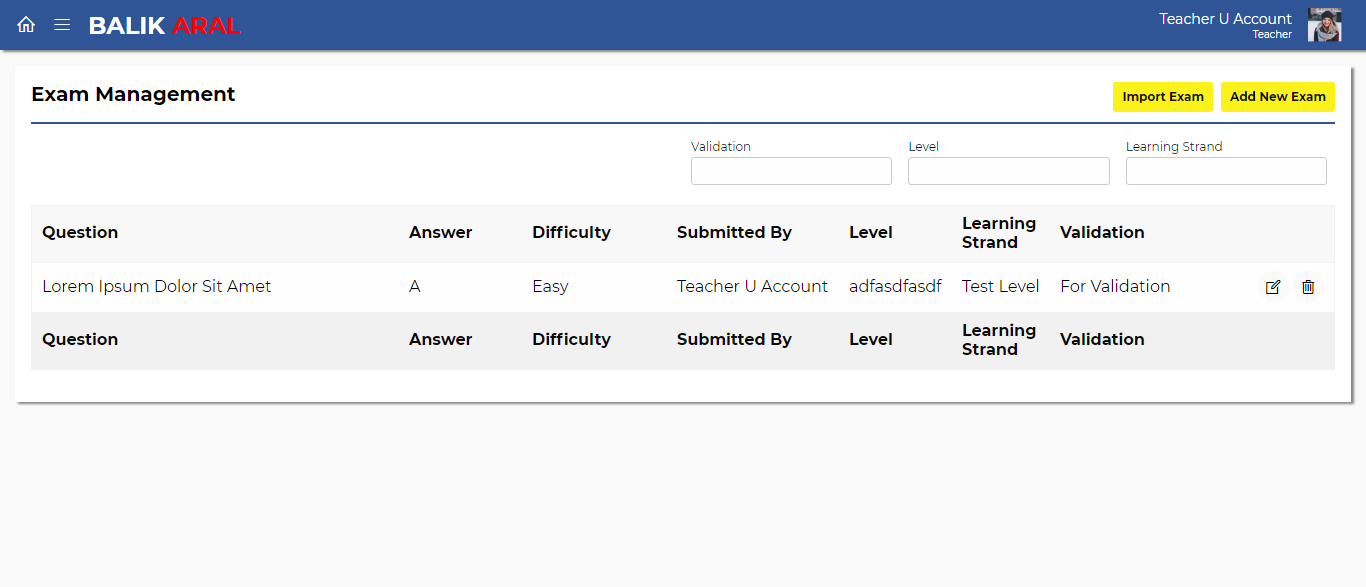 BALIK ARAL
Teacher U Account
Teacher
Exam Management
Import Exam
Add New Exam
Validation
Level
Learning Strand
Question Answer Difficulty Submitted By Level Learning Strand Validation
Lorem Ipsum Dolor Sit Amet A Easy Teacher U Account adfasdfasdf Test Level For Validation
Question Answer Difficulty Submitted By Level Learning Strand Validation